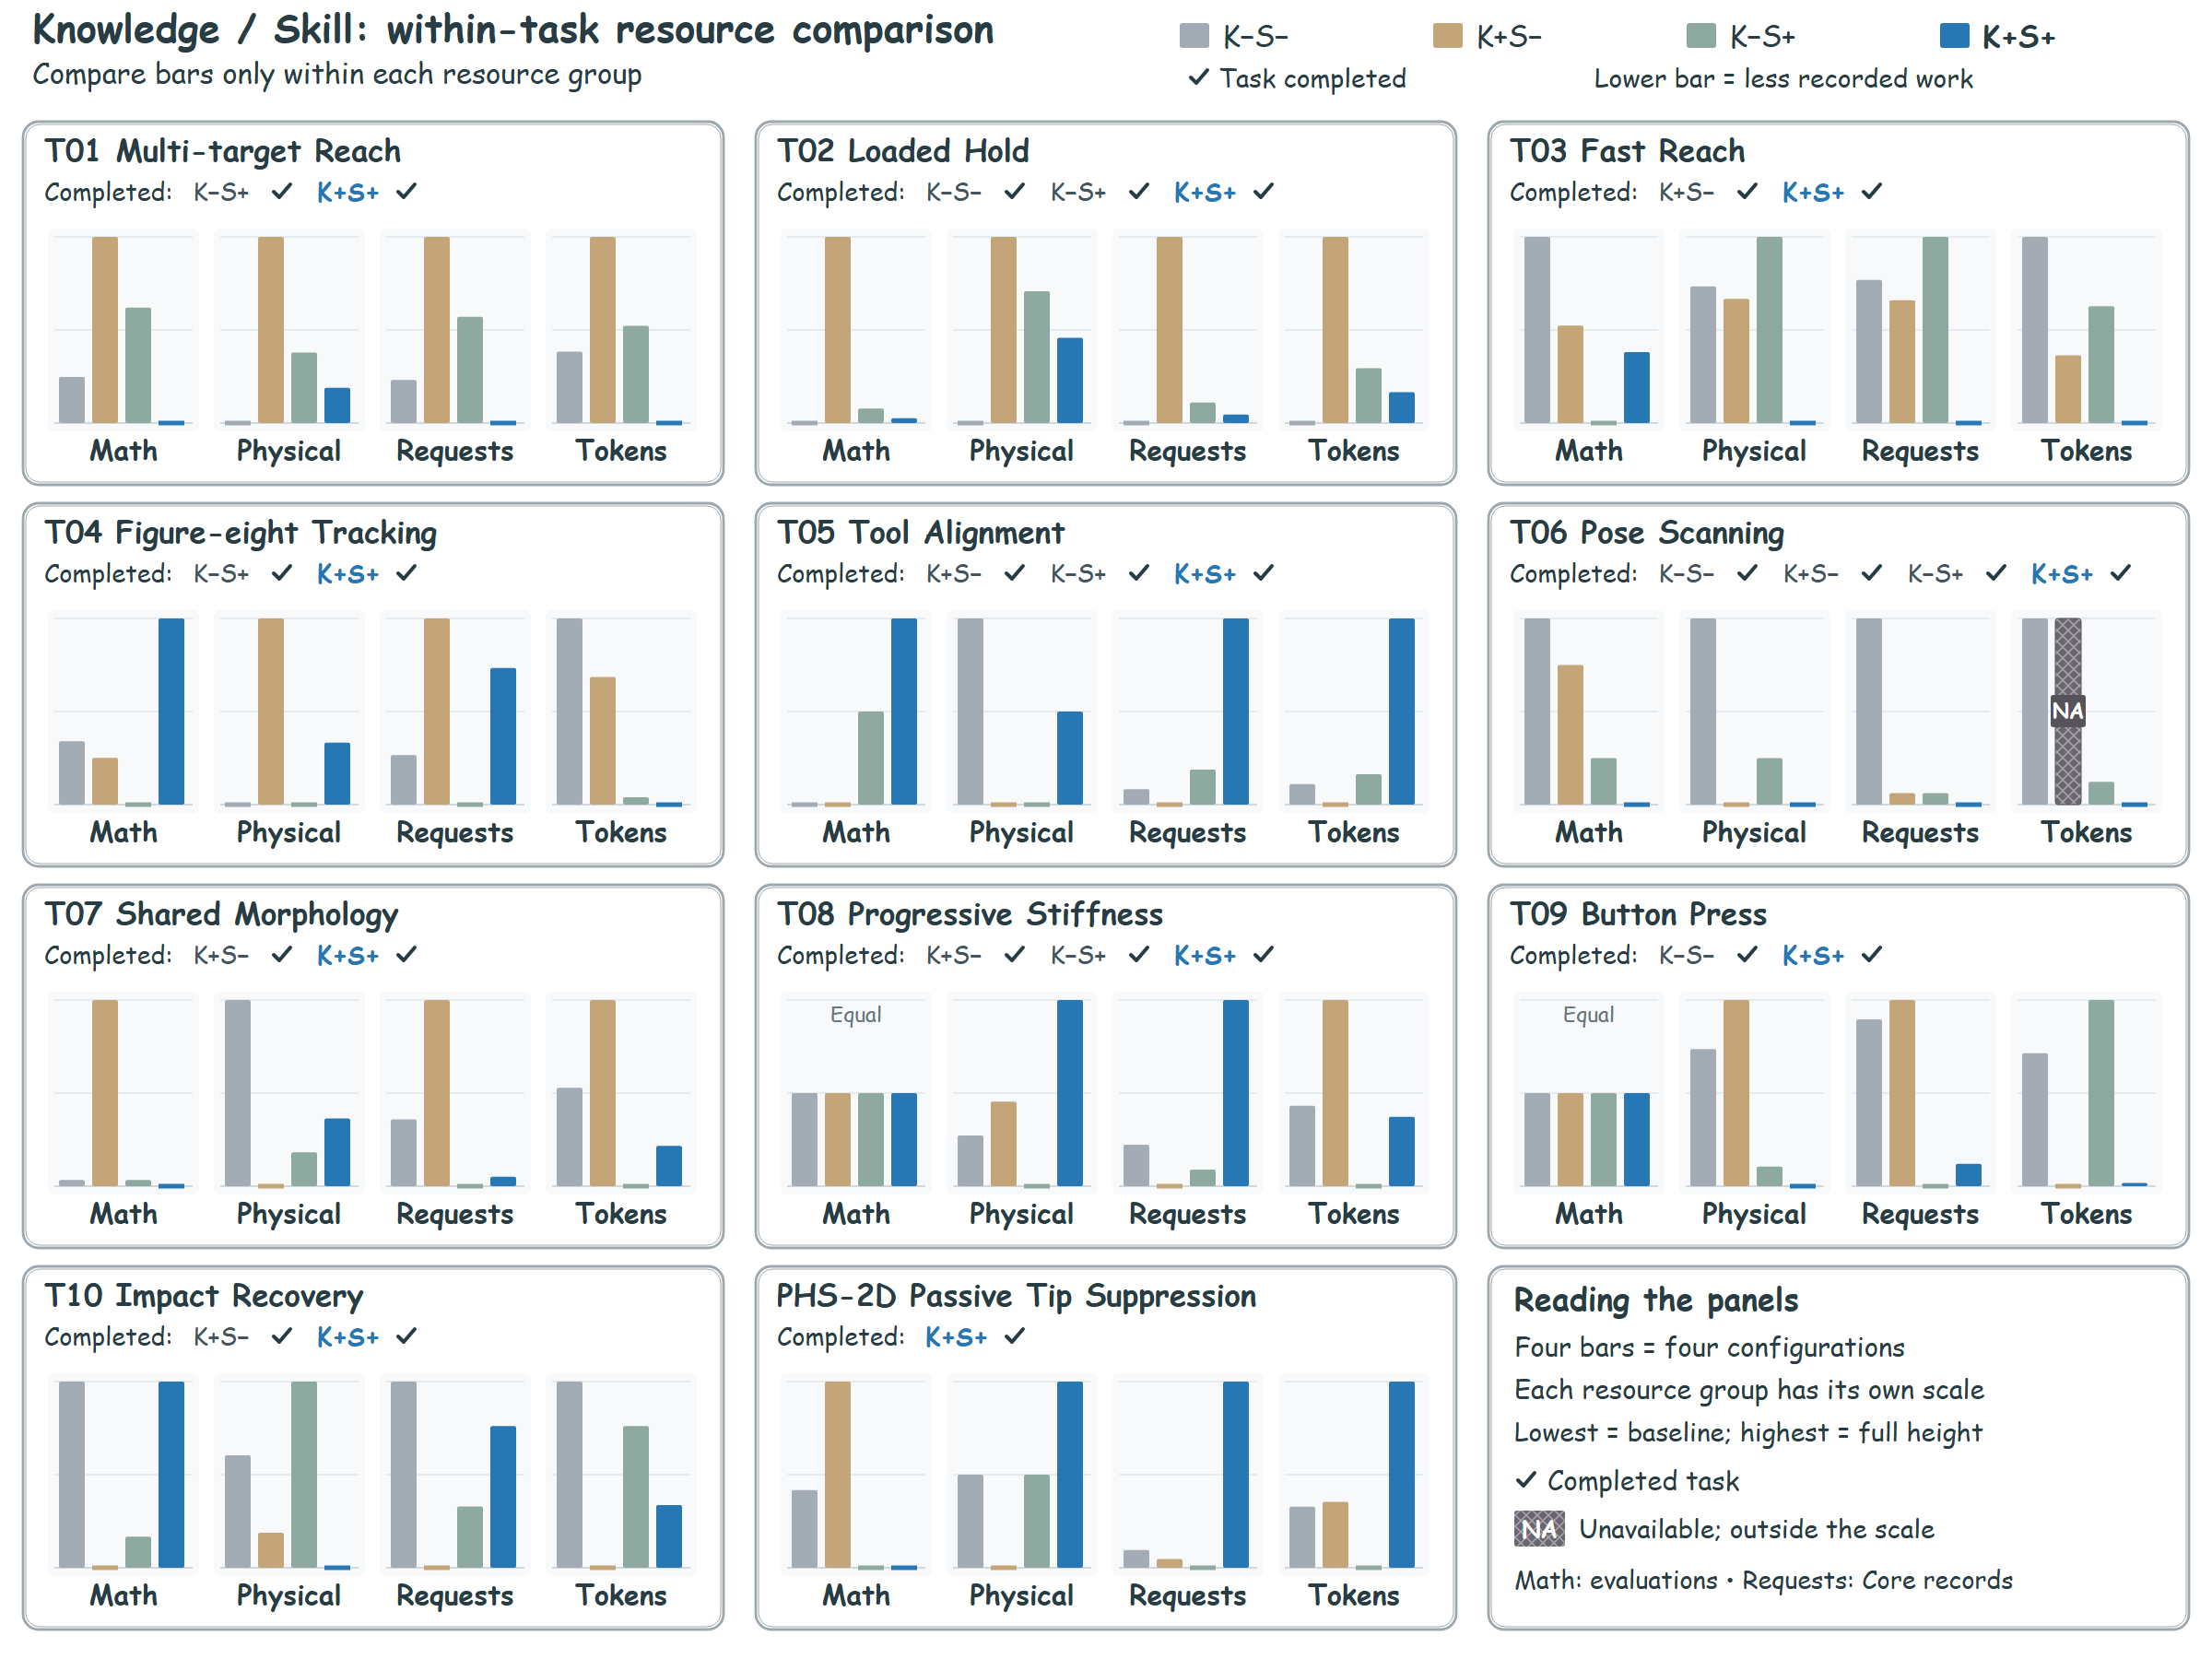 Knowledge / Skill: within-task resource comparison
Compare bars only within each resource group
K−S− K+S− K−S+ K+S+
✓ Task completed Lower bar = less recorded work
T01 Multi-target Reach
Completed: K−S+ ✓ K+S+ ✓
Math Physical Requests Tokens
T02 Loaded Hold
Completed: K−S− ✓ K−S+ ✓ K+S+ ✓
Math Physical Requests Tokens
T03 Fast Reach
Completed: K+S− ✓ K+S+ ✓
Math Physical Requests Tokens
T04 Figure-eight Tracking
Completed: K−S+ ✓ K+S+ ✓
Math Physical Requests Tokens
T05 Tool Alignment
Completed: K+S− ✓ K−S+ ✓ K+S+ ✓
Math Physical Requests Tokens
T06 Pose Scanning
Completed: K−S− ✓ K+S− ✓ K−S+ ✓ K+S+ ✓
NA
Math Physical Requests Tokens
T07 Shared Morphology
Completed: K+S− ✓ K+S+ ✓
Math Physical Requests Tokens
T08 Progressive Stiffness
Completed: K+S− ✓ K−S+ ✓ K+S+ ✓
Equal
Math Physical Requests Tokens
T09 Button Press
Completed: K−S− ✓ K+S+ ✓
Equal
Math Physical Requests Tokens
T10 Impact Recovery
Completed: K+S− ✓ K+S+ ✓
Math Physical Requests Tokens
PHS-2D Passive Tip Suppression
Completed: K+S+ ✓
Math Physical Requests Tokens
Reading the panels
Four bars = four configurations
Each resource group has its own scale
Lowest = baseline; highest = full height
✓ Completed task
NA Unavailable; outside the scale
Math: evaluations • Requests: Core records